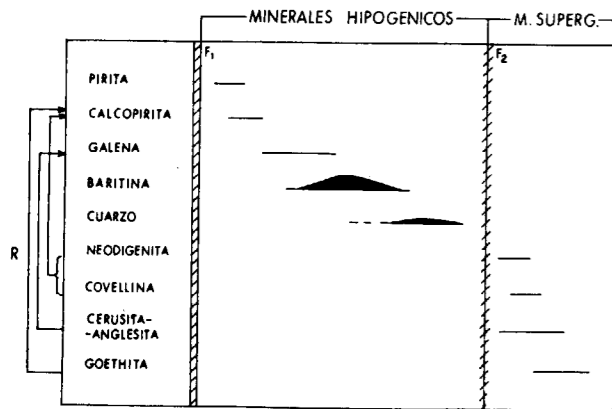 MINERALES HIPOGENICOS
M. SUPERG.
F1
F2
PIRITA
CALCOPIRITA
GALENA
BARITINA
CUARZO
NEODIGENITA
COVELLINA
CERUSITA-
-ANGLESITA
GOETHITA
R